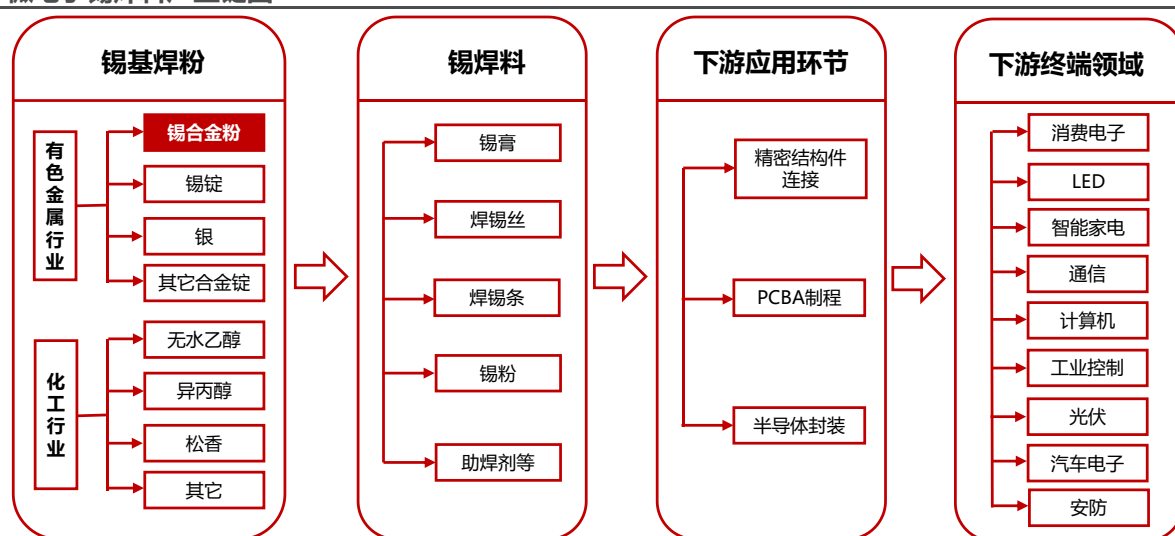 锡基焊粉
有色金属行业
锡合金粉
锡锭
银
其它合金锭
化工行业
无水乙醇
异丙醇
松香
其它
锡焊料
锡膏
焊锡丝
焊锡条
锡粉
助焊剂等
下游应用环节
精密结构件
连接
PCBA制程
半导体封装
下游终端领域
消费电子
LED
智能家电
通信
计算机
工业控制
光伏
汽车电子
安防